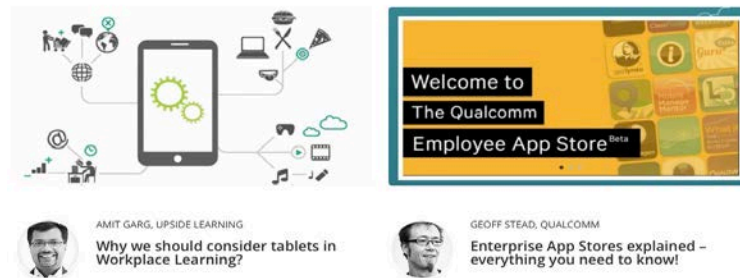 Welcome to
The Qualcomm
Employee App Store Beta
AMIT GARG, UPSIDE LEARNING
Why we should consider tablets in
Workplace Learning?
GEOFF STEAD, QUALCOMM
Enterprise App Stores explained –
everything you need to know!